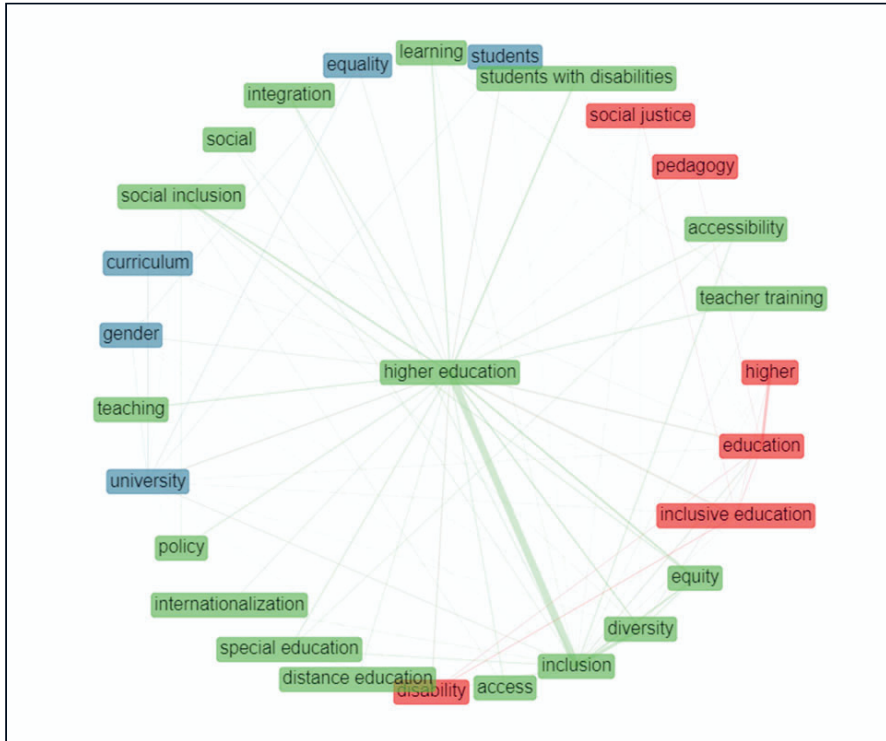 learning
students
equality
students with disabilities
integration
social justice
social
pedagogy
social inclusion
accessibility
curriculum
teacher training
gender
higher education
higher
teaching
education
university
inclusive education
policy
equity
internationalization
diversity
special education
inclusion
distance education
disability
access